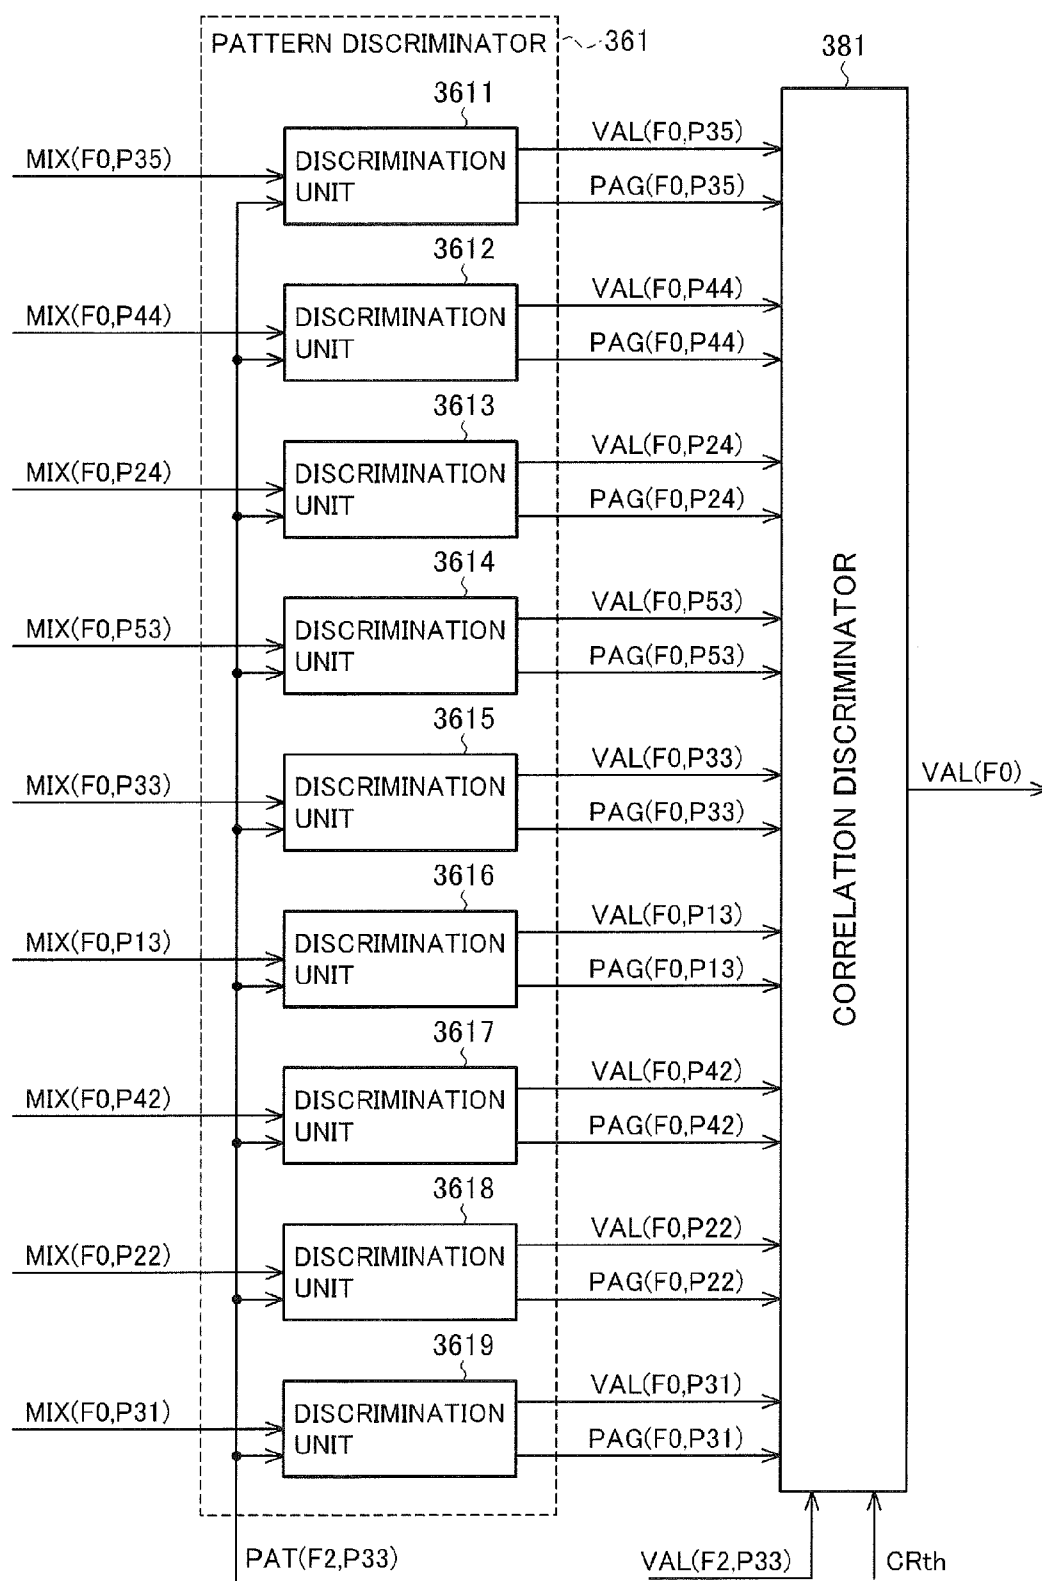 PATTERN DISCRIMINATOR
361
381
3611
MIX(F0,P35)
DISCRIMINATION
UNIT
VAL(F0,P35)
PAG(F0,P35)
3612
MIX(F0,P44)
DISCRIMINATION
UNIT
VAL(F0,P44)
PAG(F0,P44)
3613
MIX(F0,P24)
DISCRIMINATION
UNIT
VAL(F0,P24)
PAG(F0,P24)
3614
MIX(F0,P53)
DISCRIMINATION
UNIT
VAL(F0,P53)
PAG(F0,P53)
3615
MIX(F0,P33)
DISCRIMINATION
UNIT
VAL(F0,P33)
PAG(F0,P33)
3616
MIX(F0,P13)
DISCRIMINATION
UNIT
VAL(F0,P13)
PAG(F0,P13)
3617
MIX(F0,P42)
DISCRIMINATION
UNIT
VAL(F0,P42)
PAG(F0,P42)
3618
MIX(F0,P22)
DISCRIMINATION
UNIT
VAL(F0,P22)
PAG(F0,P22)
3619
MIX(F0,P31)
DISCRIMINATION
UNIT
VAL(F0,P31)
PAG(F0,P31)
CORRELATION DISCRIMINATOR
VAL(F0)
PAT(F2,P33)
VAL(F2,P33)
CRth